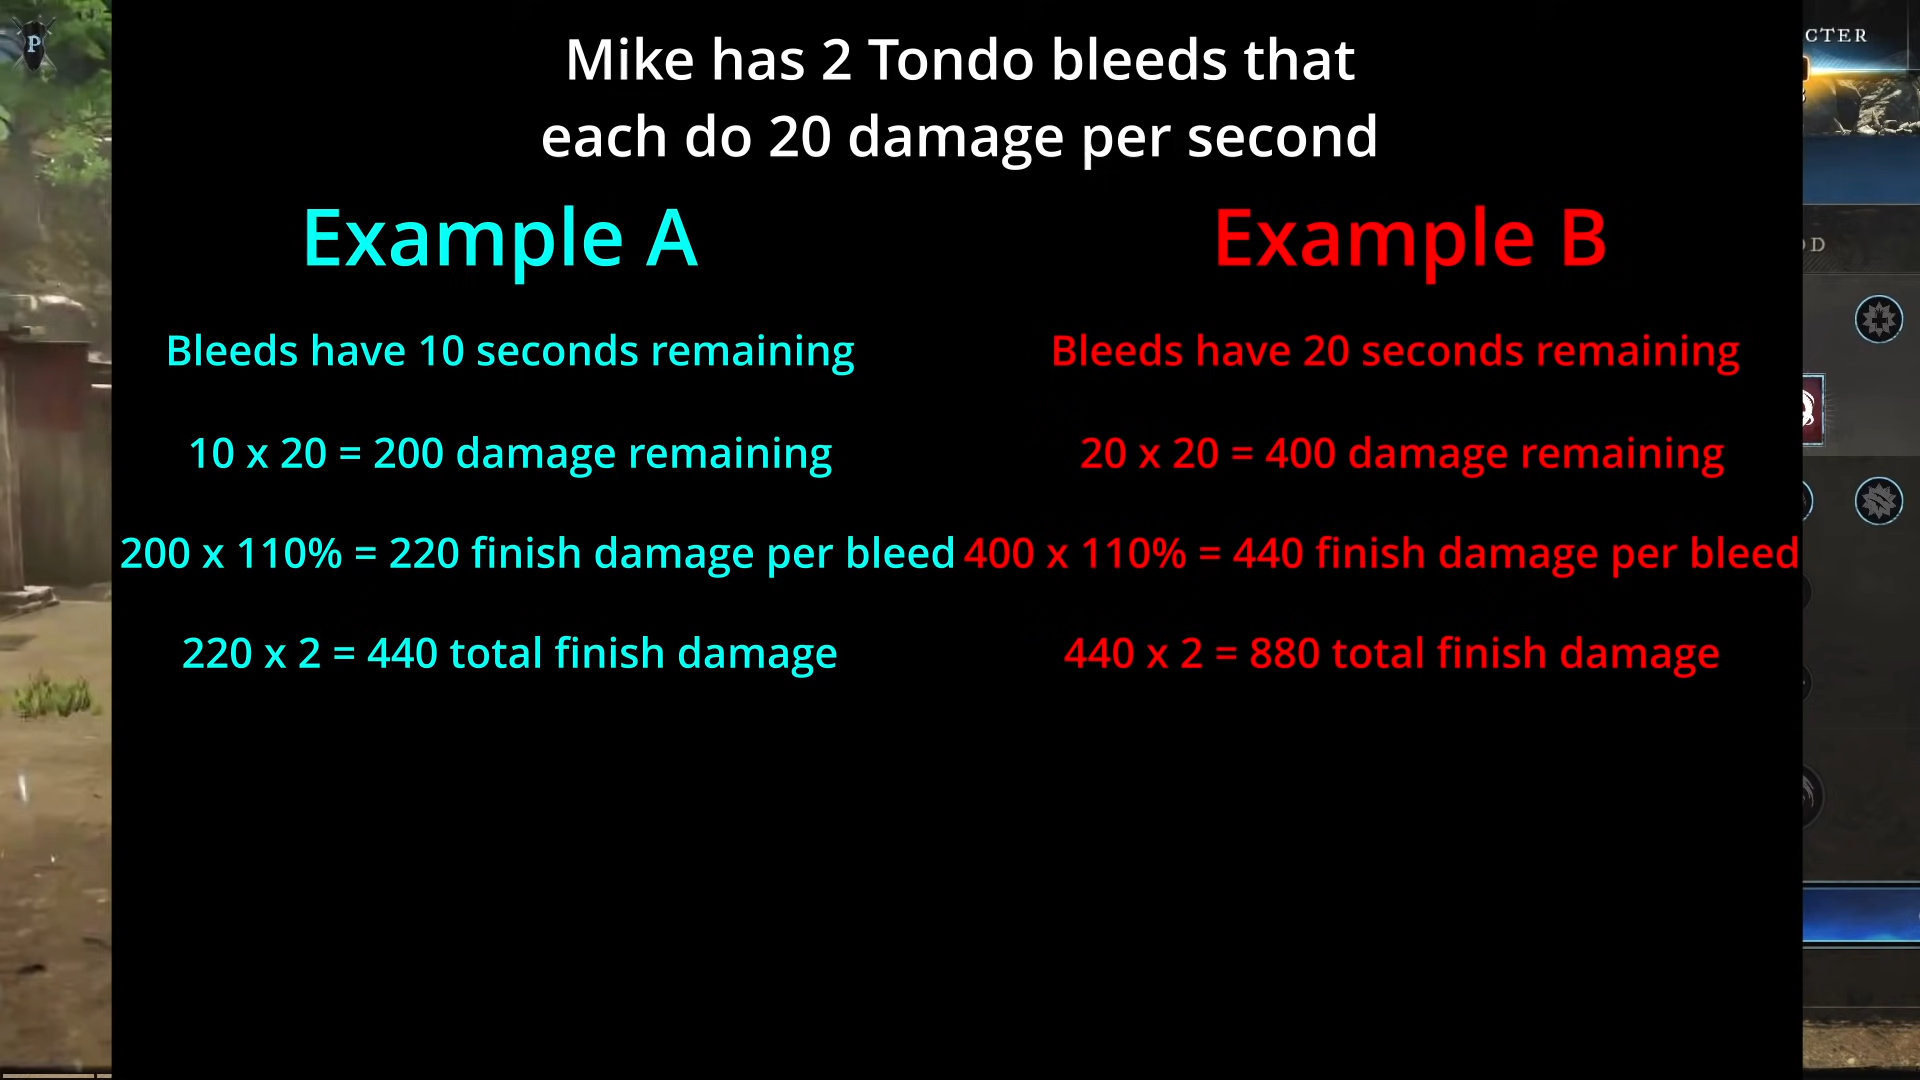 P
Mike has 2 Tondo bleeds that
each do 20 damage per second
Example A
Bleeds have 10 seconds remaining
10 x 20 = 200 damage remaining
200 x 110% = 220 finish damage per bleed
220 x 2 = 440 total finish damage
Example B
Bleeds have 20 seconds remaining
20 x 20 = 400 damage remaining
400 x 110% = 440 finish damage per bleed
440 x 2 = 880 total finish damage
CTER
OD